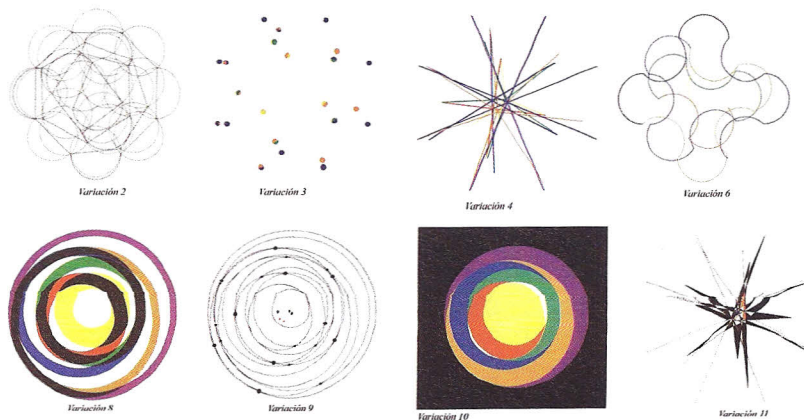 Variación 2
Variación 3
Variación 4
Variación 6
Variación 8
Variación 9
Variación 10
Variación 11